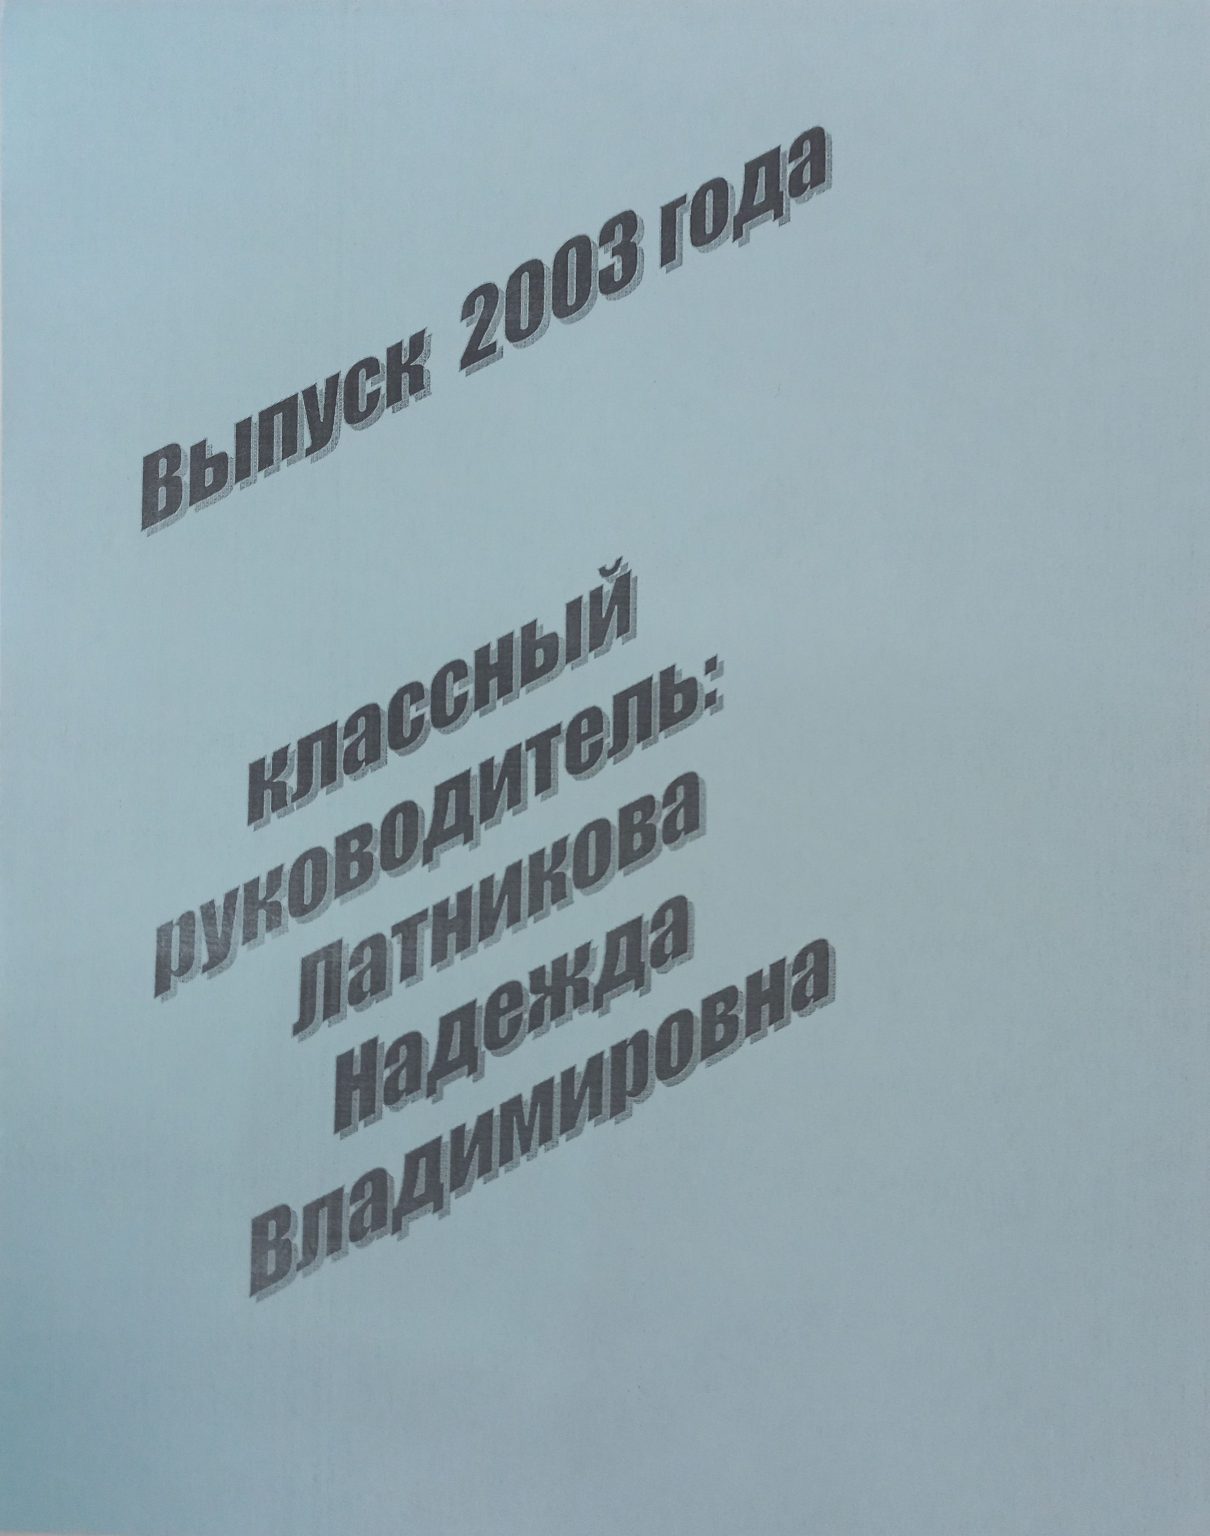 Выпуск 2003 года
классный
руководитель:
Латникова
Надежда
Владимировна